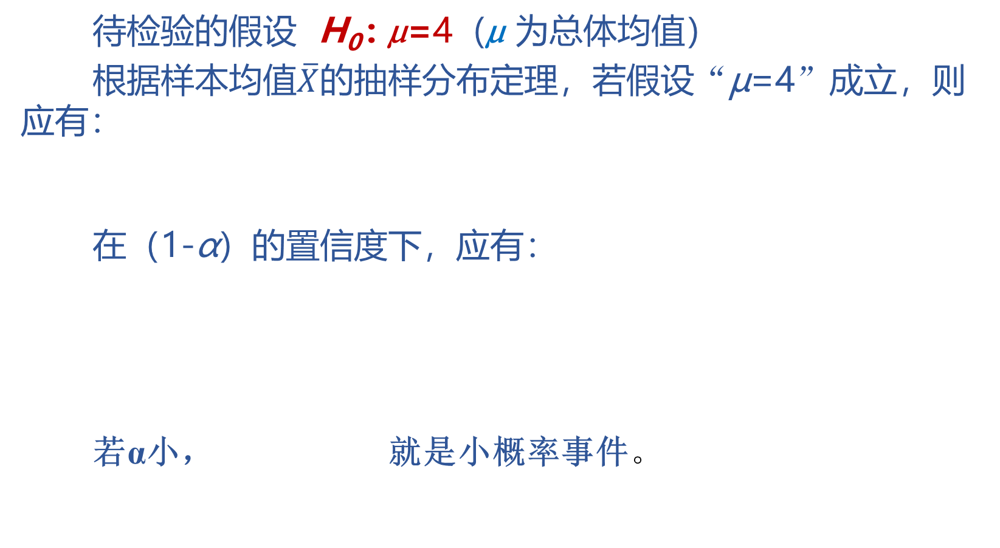 待检验的假设 H₀: μ=4（μ 为总体均值）
根据样本均值X̄的抽样分布定理，若假设“μ=4”成立，则
应有：
在（1-α）的置信度下，应有：
若α小， 就是小概率事件。